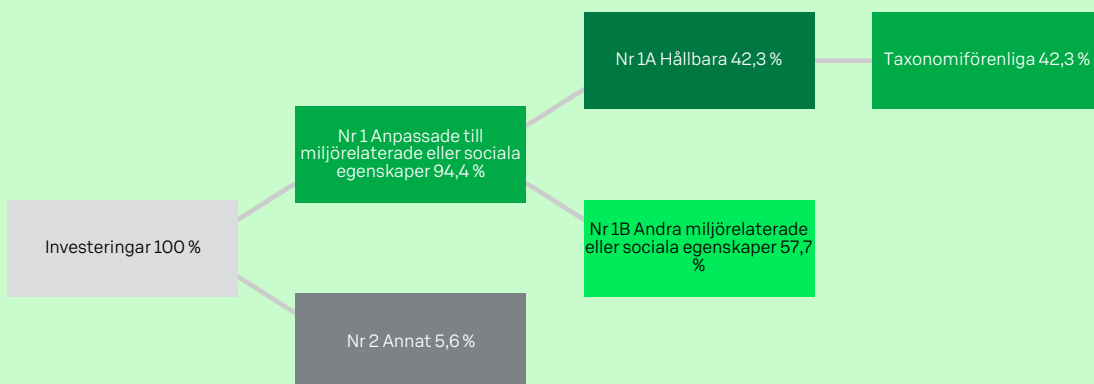 Nr 1A Hållbara 42,3 %
Taxonomiförenliga 42,3 %
Nr 1 Anpassade till
miljörelaterade eller sociala
egenskaper 94,4 %
Investeringar 100 %
Nr 1B Andra miljörelaterade
eller sociala egenskaper 57,7
%
Nr 2 Annat 5,6 %